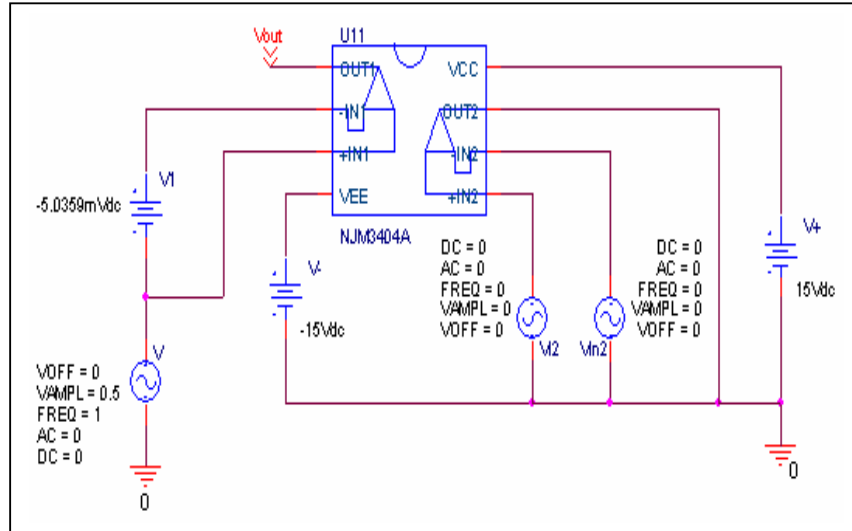 Vout
U11
OUT1
VCC
-IN1
OUT2
+IN1
-IN2
VEE
+IN2
NJM3404A
V1
-5.0359mVdc
V-
-15Vdc
V+
15Vdc
DC = 0
AC = 0
FREQ = 0
VAMPL = 0
VOFF = 0
DC = 0
AC = 0
FREQ = 0
VAMPL = 0
VOFF = 0
Vin2
V
VOFF = 0
VAMPL = 0.5
FREQ = 1
AC = 0
DC = 0
0
0